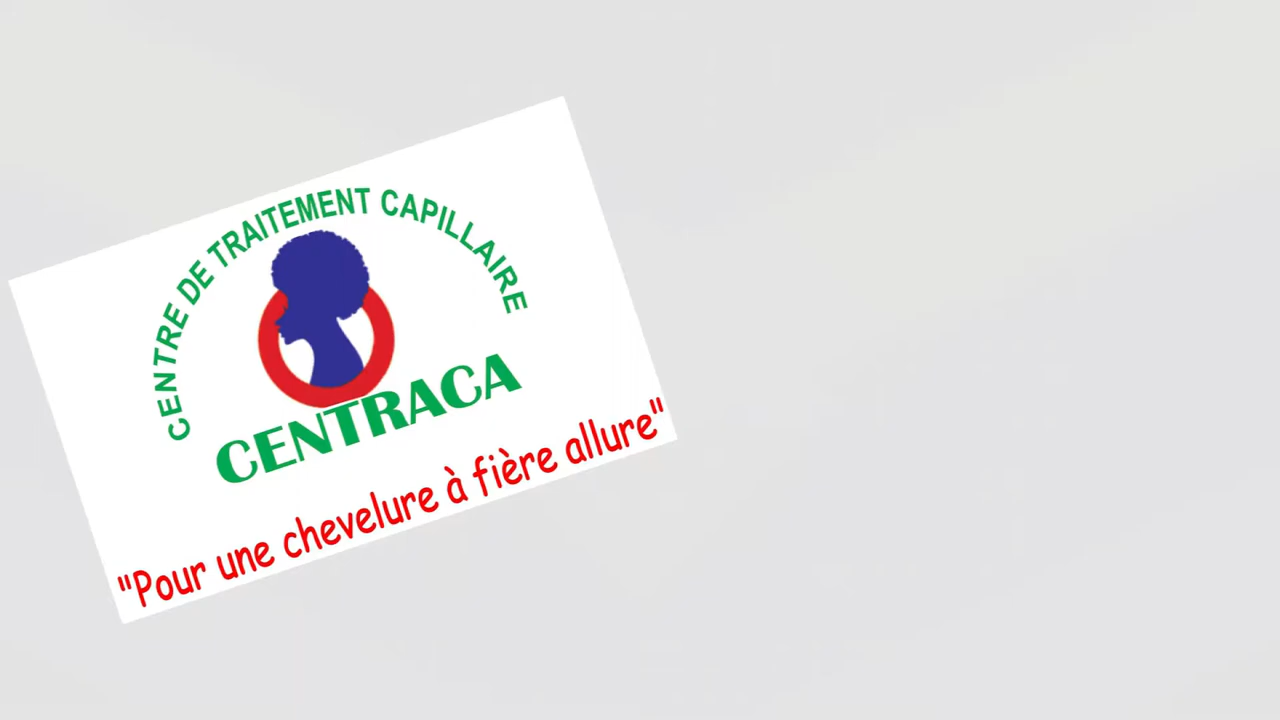 CENTRE DE TRAITEMENT CAPILLAIRE
CENTRACA
"Pour une chevelure à fière allure"